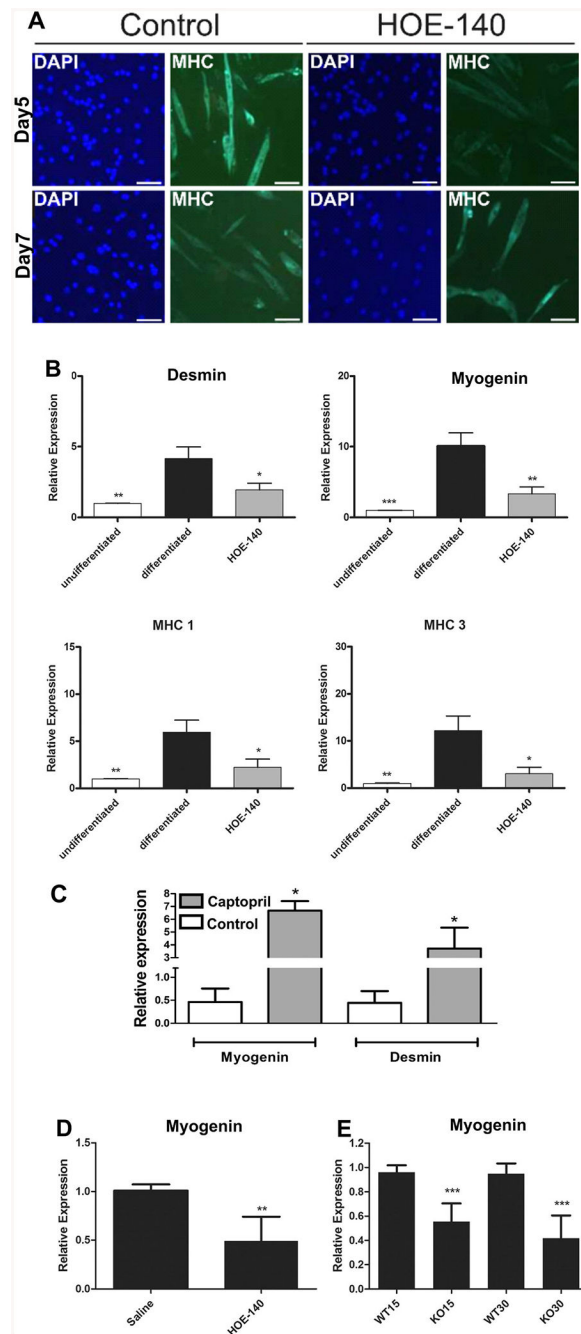 A
Control HOE-140
Day5
DAPI MHC DAPI MHC
Day7
DAPI MHC DAPI MHC
B
Desmin
Relative Expression
0
5
0
** * 
undifferentiated differentiated HOE-140
Myogenin
Relative Expression
20
10
0
*** **
undifferentiated differentiated HOE-140
MHC 1
Relative Expression
15
10
5
0
** *
undifferentiated differentiated HOE-140
MHC 3
Relative Expression
30
20
10
0
** *
undifferentiated differentiated HOE-140
C
Relative expression
8
7
6
5
4
3
1.0
0.5
0.0
Captopril
Control
* *
Myogenin Desmin
D
Myogenin
Relative Expression
1.5
1.0
0.5
0.0
**
Saline HOE-140
E
Myogenin
Relative Expression
1.2
1.0
0.8
0.6
0.4
0.2
0.0
*** ***
WT15 KO15 WT30 KO30